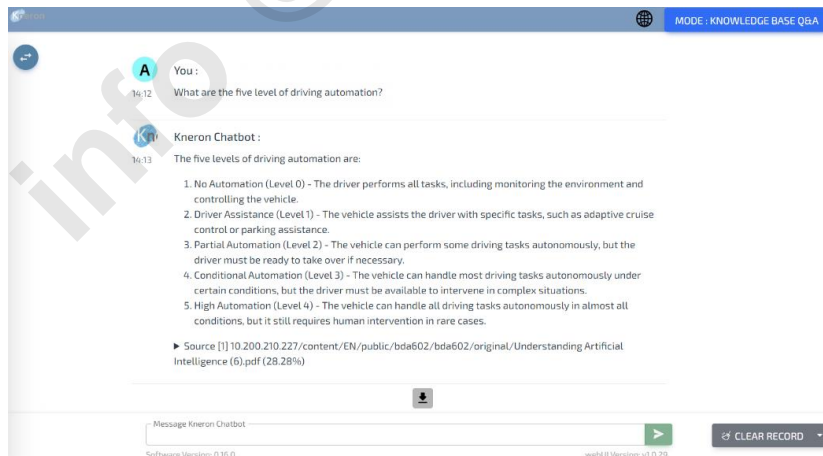 Kneron
MODE : KNOWLEDGE BASE Q&A
A
You :
14:12
What are the five level of driving automation?
Kn
Kneron Chatbot :
14:13
The five levels of driving automation are:
1. No Automation (Level 0) - The driver performs all tasks, including monitoring the environment and
controlling the vehicle.
2. Driver Assistance (Level 1) - The vehicle assists the driver with specific tasks, such as adaptive cruise
control or parking assistance.
3. Partial Automation (Level 2) - The vehicle can perform some driving tasks autonomously, but the
driver must be ready to take over if necessary.
4. Conditional Automation (Level 3) - The vehicle can handle most driving tasks autonomously under
certain conditions, but the driver must be available to intervene in complex situations.
5. High Automation (Level 4) - The vehicle can handle all driving tasks autonomously in almost all
conditions, but it still requires human intervention in rare cases.
▶ Source [1] 10.200.210.227/content/EN/public/bda602/bda602/original/Understanding Artificial
Intelligence (6).pdf (28.28%)
Message Kneron Chatbot
CLEAR RECORD
Software Version: 0.16.0
webUI Version: v1.0.29
info